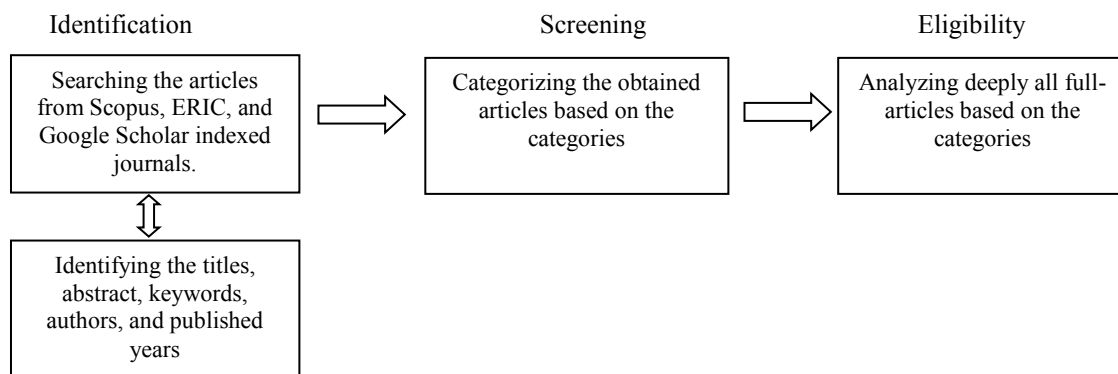 Identification
Searching the articles
from Scopus, ERIC, and
Google Scholar indexed
journals.
Identifying the titles,
abstract, keywords,
authors, and published
years
Screening
Categorizing the obtained
articles based on the
categories
Eligibility
Analyzing deeply all full-
articles based on the
categories